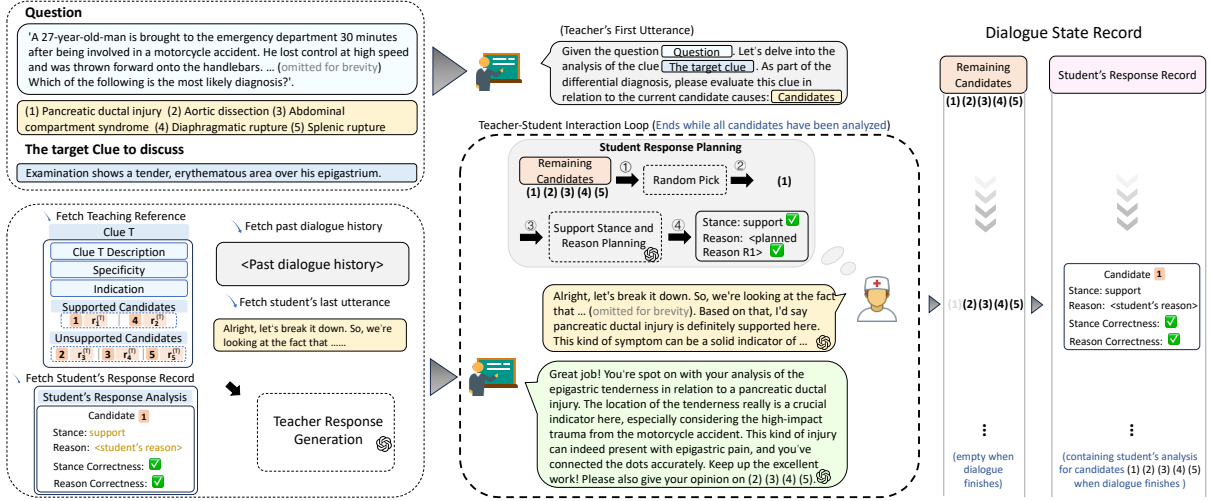 Question
'A 27-year-old-man is brought to the emergency department 30 minutes
after being involved in a motorcycle accident. He lost control at high speed
and was thrown forward onto the handlebars. ... (omitted for brevity)
Which of the following is the most likely diagnosis?'.
(1) Pancreatic ductal injury (2) Aortic dissection (3) Abdominal
compartment syndrome (4) Diaphragmatic rupture (5) Splenic rupture
The target Clue to discuss
Examination shows a tender, erythematous area over his epigastrium.
Fetch Teaching Reference
Clue T
Clue T Description
Specificity
Indication
Supported Candidates
1 r₁⁽ᵀ⁾ 4 r₂⁽ᵀ⁾
Unsupported Candidates
2 r₃⁽ᵀ⁾ 3 r₄⁽ᵀ⁾ 5 r₅⁽ᵀ⁾
Fetch Student's Response Record
Student's Response Analysis
Candidate 1
Stance: support
Reason: <student's reason>
Stance Correctness: ✅
Reason Correctness: ✅
Fetch past dialogue history
<Past dialogue history>
Fetch student's last utterance
Alright, let's break it down. So, we're
looking at the fact that ......
Teacher Response
Generation
(Teacher's First Utterance)
Given the question Question. Let's delve into the
analysis of the clue The target clue. As part of the
differential diagnosis, please evaluate this clue in
relation to the current candidate causes: Candidates
Teacher-Student Interaction Loop (Ends while all candidates have been analyzed)
Student Response Planning
Remaining
Candidates
(1) (2) (3) (4) (5)
①
Random Pick
②
(1)
③
Support Stance and
Reason Planning
④
Stance: support ✅
Reason: <planned
Reason R1> ✅
Alright, let's break it down. So, we're looking at the fact
that ... (omitted for brevity). Based on that, I'd say
pancreatic ductal injury is definitely supported here.
This kind of symptom can be a solid indicator of ...
Great job! You're spot on with your analysis of the
epigastric tenderness in relation to a pancreatic ductal
injury. The location of the tenderness really is a crucial
indicator here, especially considering the high-impact
trauma from the motorcycle accident. This kind of injury
can indeed present with epigastric pain, and you've
connected the dots accurately. Keep up the excellent
work! Please also give your opinion on (2) (3) (4) (5).
Dialogue State Record
Remaining
Candidates
(1) (2) (3) (4) (5)
(1) (2) (3) (4) (5)
⋮
(empty when
dialogue
finishes)
Student's Response Record
Candidate 1
Stance: support
Reason: <student's reason>
Stance Correctness: ✅
Reason Correctness: ✅
⋮
(containing student's analysis
for candidates (1) (2) (3) (4) (5)
when dialogue finishes )